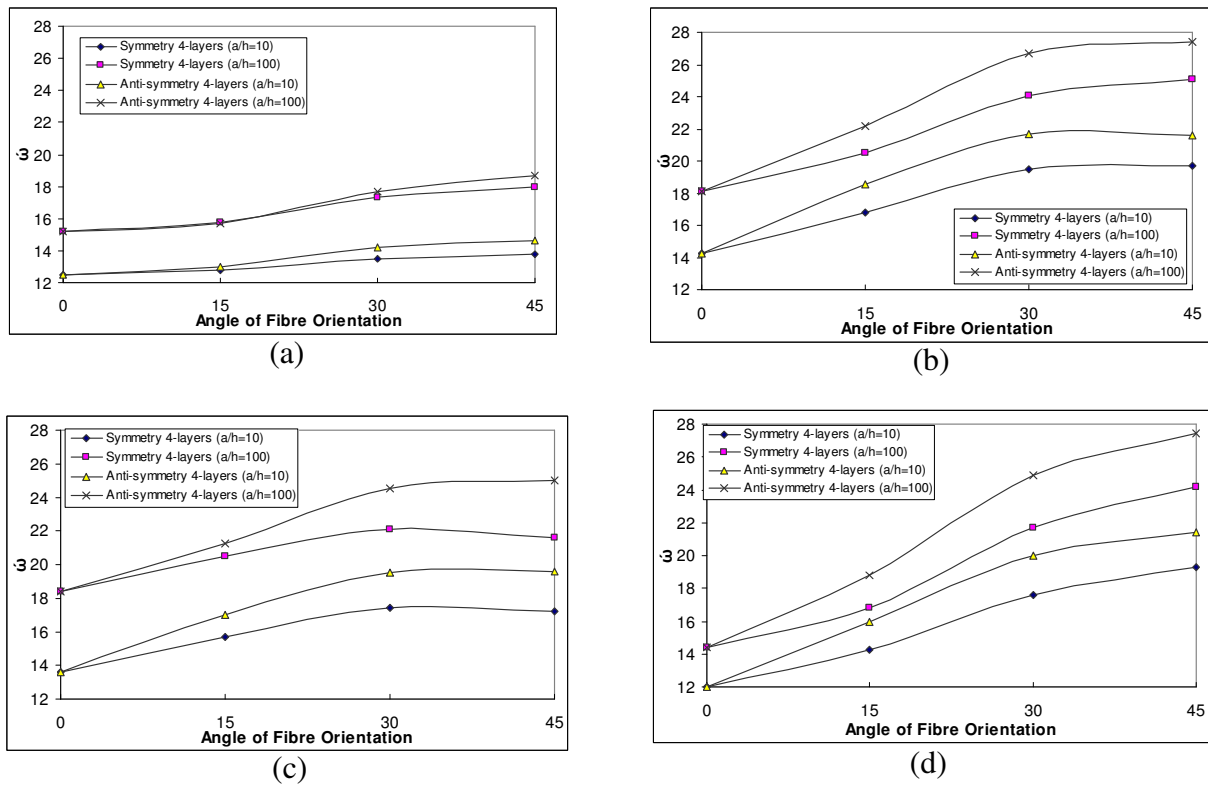 28
26
24
22
20
18
16
14
12
ώ
Symmetry 4-layers (a/h=10)
Symmetry 4-layers (a/h=100)
Anti-symmetry 4-layers (a/h=10)
Anti-symmetry 4-layers (a/h=100)
0 15 30 45
Angle of Fibre Orientation
(a)
28
26
24
22
20
18
16
14
12
ώ
Symmetry 4-layers (a/h=10)
Symmetry 4-layers (a/h=100)
Anti-symmetry 4-layers (a/h=10)
Anti-symmetry 4-layers (a/h=100)
0 15 30 45
Angle of Fibre Orientation
(b)
28
26
24
22
20
18
16
14
12
ώ
Symmetry 4-layers (a/h=10)
Symmetry 4-layers (a/h=100)
Anti-symmetry 4-layers (a/h=10)
Anti-symmetry 4-layers (a/h=100)
0 15 30 45
Angle of Fibre Orientation
(c)
28
26
24
22
20
18
16
14
12
ώ
Symmetry 4-layers (a/h=10)
Symmetry 4-layers (a/h=100)
Anti-symmetry 4-layers (a/h=10)
Anti-symmetry 4-layers (a/h=100)
0 15 30 45
Angle of Fibre Orientation
(d)